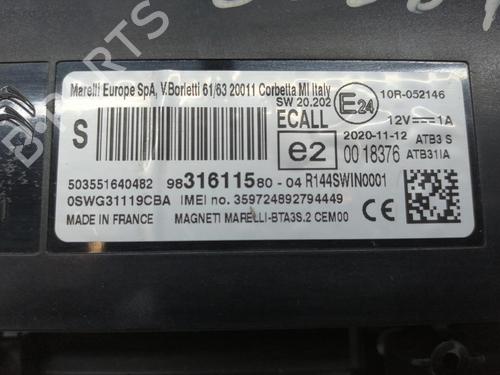 Marelli Europe SpA, V.Borletti 61/63 20011 Corbetta MI Italy
SW 20.202
E24
10R-052146
S
ECALL
12V 1A
2020-11-12
ATB3 S
e2
00 18376
ATB31IA
503551640482
9831611580-04
R144SWIN0001
0SWG31119CBA
IMEI no. 359724892794449
MADE IN FRANCE
MAGNETI MARELLI-BTA3S.2 CEM00
CE
B-PARTS